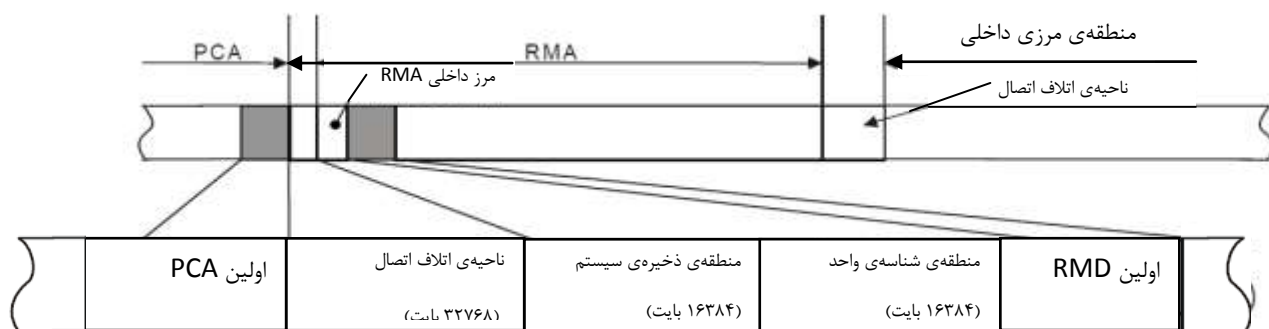 PCA
RMA
منطقه‌ی مرزی داخلی
مرز داخلی RMA
ناحیه‌ی اتلاف اتصال
اولین PCA
ناحیه‌ی اتلاف اتصال
(۳۲۷۶۸ بایت)
منطقه‌ی ذخیره‌ی سیستم
(۱۶۳۸۴ بایت)
منطقه‌ی شناسه‌ی واحد
(۱۶۳۸۴ بایت)
اولین RMD